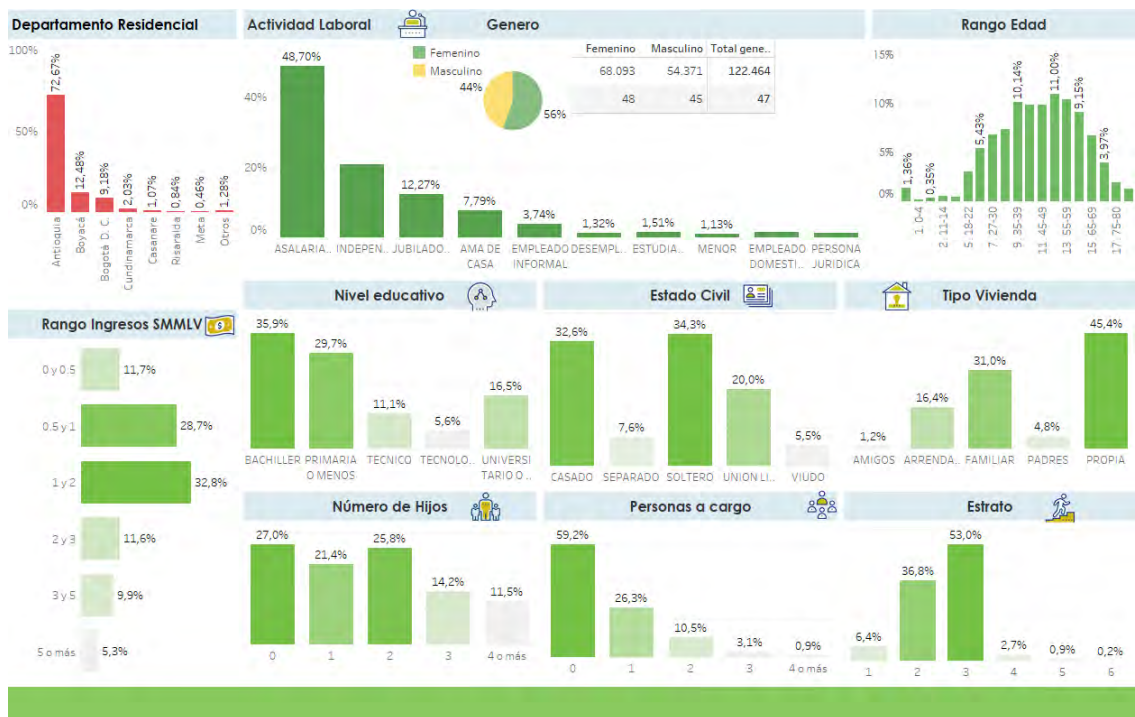 Departamento Residencial
100%
50%
0%
72,67%
12,48%
9,18%
2,03%
1,07%
0,84%
0,46%
1,28%
Antioquia
Boyacá
Bogotá D. C.
Cundinamarca
Casanare
Risaralda
Meta
Otros
Actividad Laboral
40%
20%
0%
48,70%
12,27%
7,79%
3,74%
1,32%
1,51%
1,13%
ASALARIA..
INDEPEN..
JUBILADO..
AMA DE
CASA
EMPLEADO
INFORMAL
DESEMPL..
ESTUDIA..
MENOR
EMPLEADO
DOMESTI..
PERSONA
JURIDICA
Genero
Femenino
Masculino
44%
56%
Femenino Masculino Total gene..
68.093 54.371 122.464
48 45 47
Rango Edad
15%
10%
5%
0%
1,36%
0,35%
5,43%
10,14%
11,00%
9,15%
3,97%
1. 0-4
2. 11-14
5. 18-22
7. 27-30
9. 35-39
11. 45-49
13. 56-59
15. 65-69
17. 75-80
Rango Ingresos SMMLV
0 y 0.5 11,7%
0.5 y 1 28,7%
1 y 2 32,8%
2 y 3 11,6%
3 y 5 9,9%
5 o más 5,3%
Nivel educativo
35,9%
29,7%
11,1%
5,6%
16,5%
BACHILLER
PRIMARIA
O MENOS
TECNICO
TECNOLO..
UNIVERSI
TARIO O ..
Estado Civil
32,6%
7,6%
34,3%
20,0%
5,5%
CASADO SEPARADO SOLTERO UNION LI.. VIUDO
Tipo Vivienda
1,2%
16,4%
31,0%
4,8%
45,4%
AMIGOS ARRENDA.. FAMILIAR PADRES PROPIA
Número de Hijos
27,0%
21,4%
25,8%
14,2%
11,5%
0 1 2 3 4 o más
Personas a cargo
59,2%
26,3%
10,5%
3,1%
0,9%
0 1 2 3 4 o más
Estrato
6,4%
36,8%
53,0%
2,7%
0,9%
0,2%
1 2 3 4 5 6